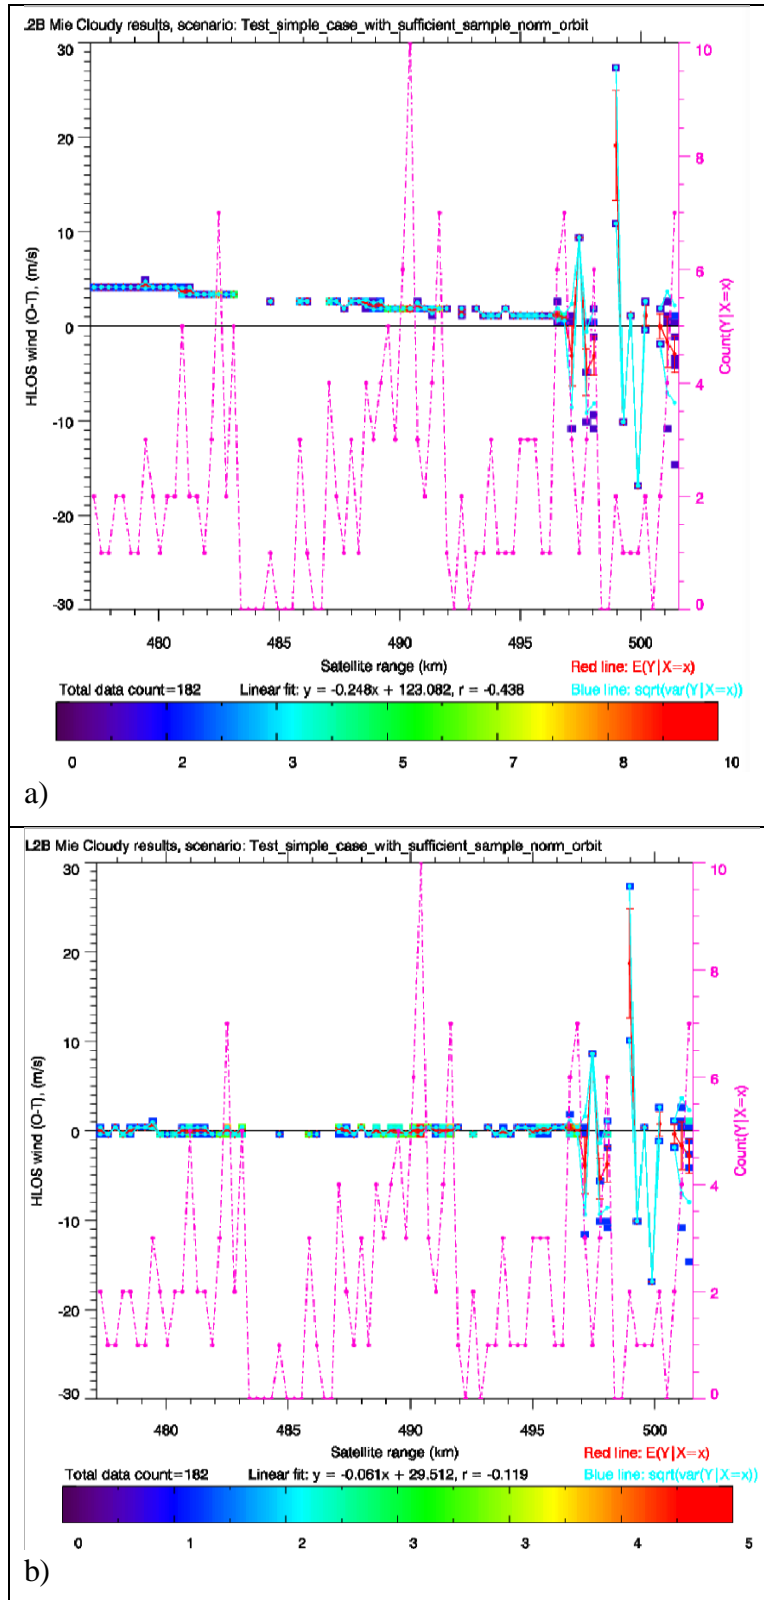 .2B Mie Cloudy results, scenario: Test_simple_case_with_sufficient_sample_norm_orbit
30
20
10
0
-10
-20
-30
HLOS wind (O-T), (m/s)
10
8
6
4
2
0
Count(Y|X=x)
480 485 490 495 500
Satellite range (km)
Red line: E(Y|X=x)
Total data count=182 Linear fit: y = -0.248x + 123.082, r = -0.438 Blue line: sqrt(var(Y|X=x))
0 2 3 5 7 8 10
a)
L2B Mie Cloudy results, scenario: Test_simple_case_with_sufficient_sample_norm_orbit
30
20
10
0
-10
-20
-30
HLOS wind (O-T), (m/s)
10
8
6
4
2
0
Count(Y|X=x)
480 485 490 495 500
Satellite range (km)
Red line: E(Y|X=x)
Total data count=182 Linear fit: y = -0.061x + 29.512, r = -0.119 Blue line: sqrt(var(Y|X=x))
0 1 2 3 3 4 5
b)